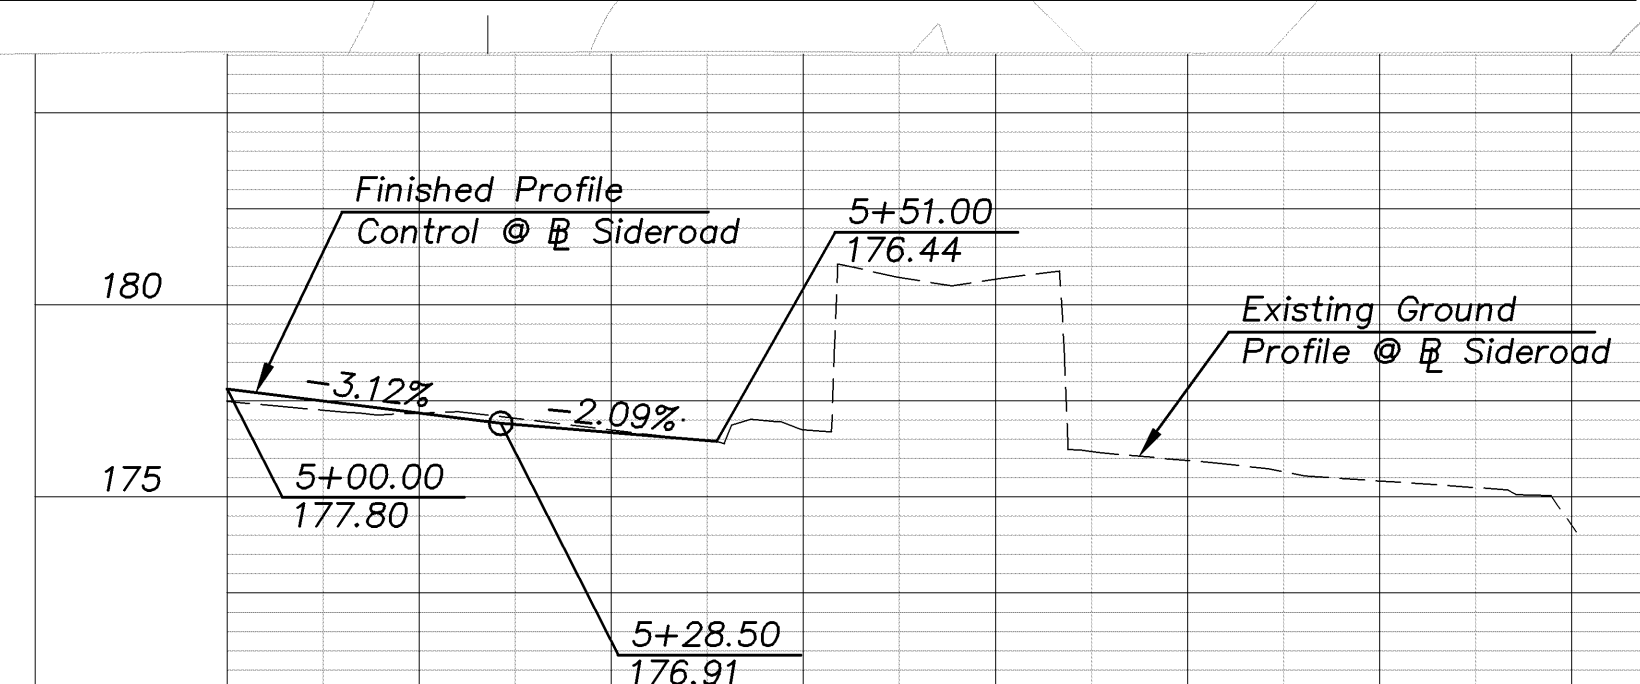 Finished Profile
Control @ ℄ Sideroad
5+51.00
176.44
180
Existing Ground
Profile @ ℄ Sideroad
-3.12%
-2.09%
175
5+00.00
177.80
5+28.50
176.91